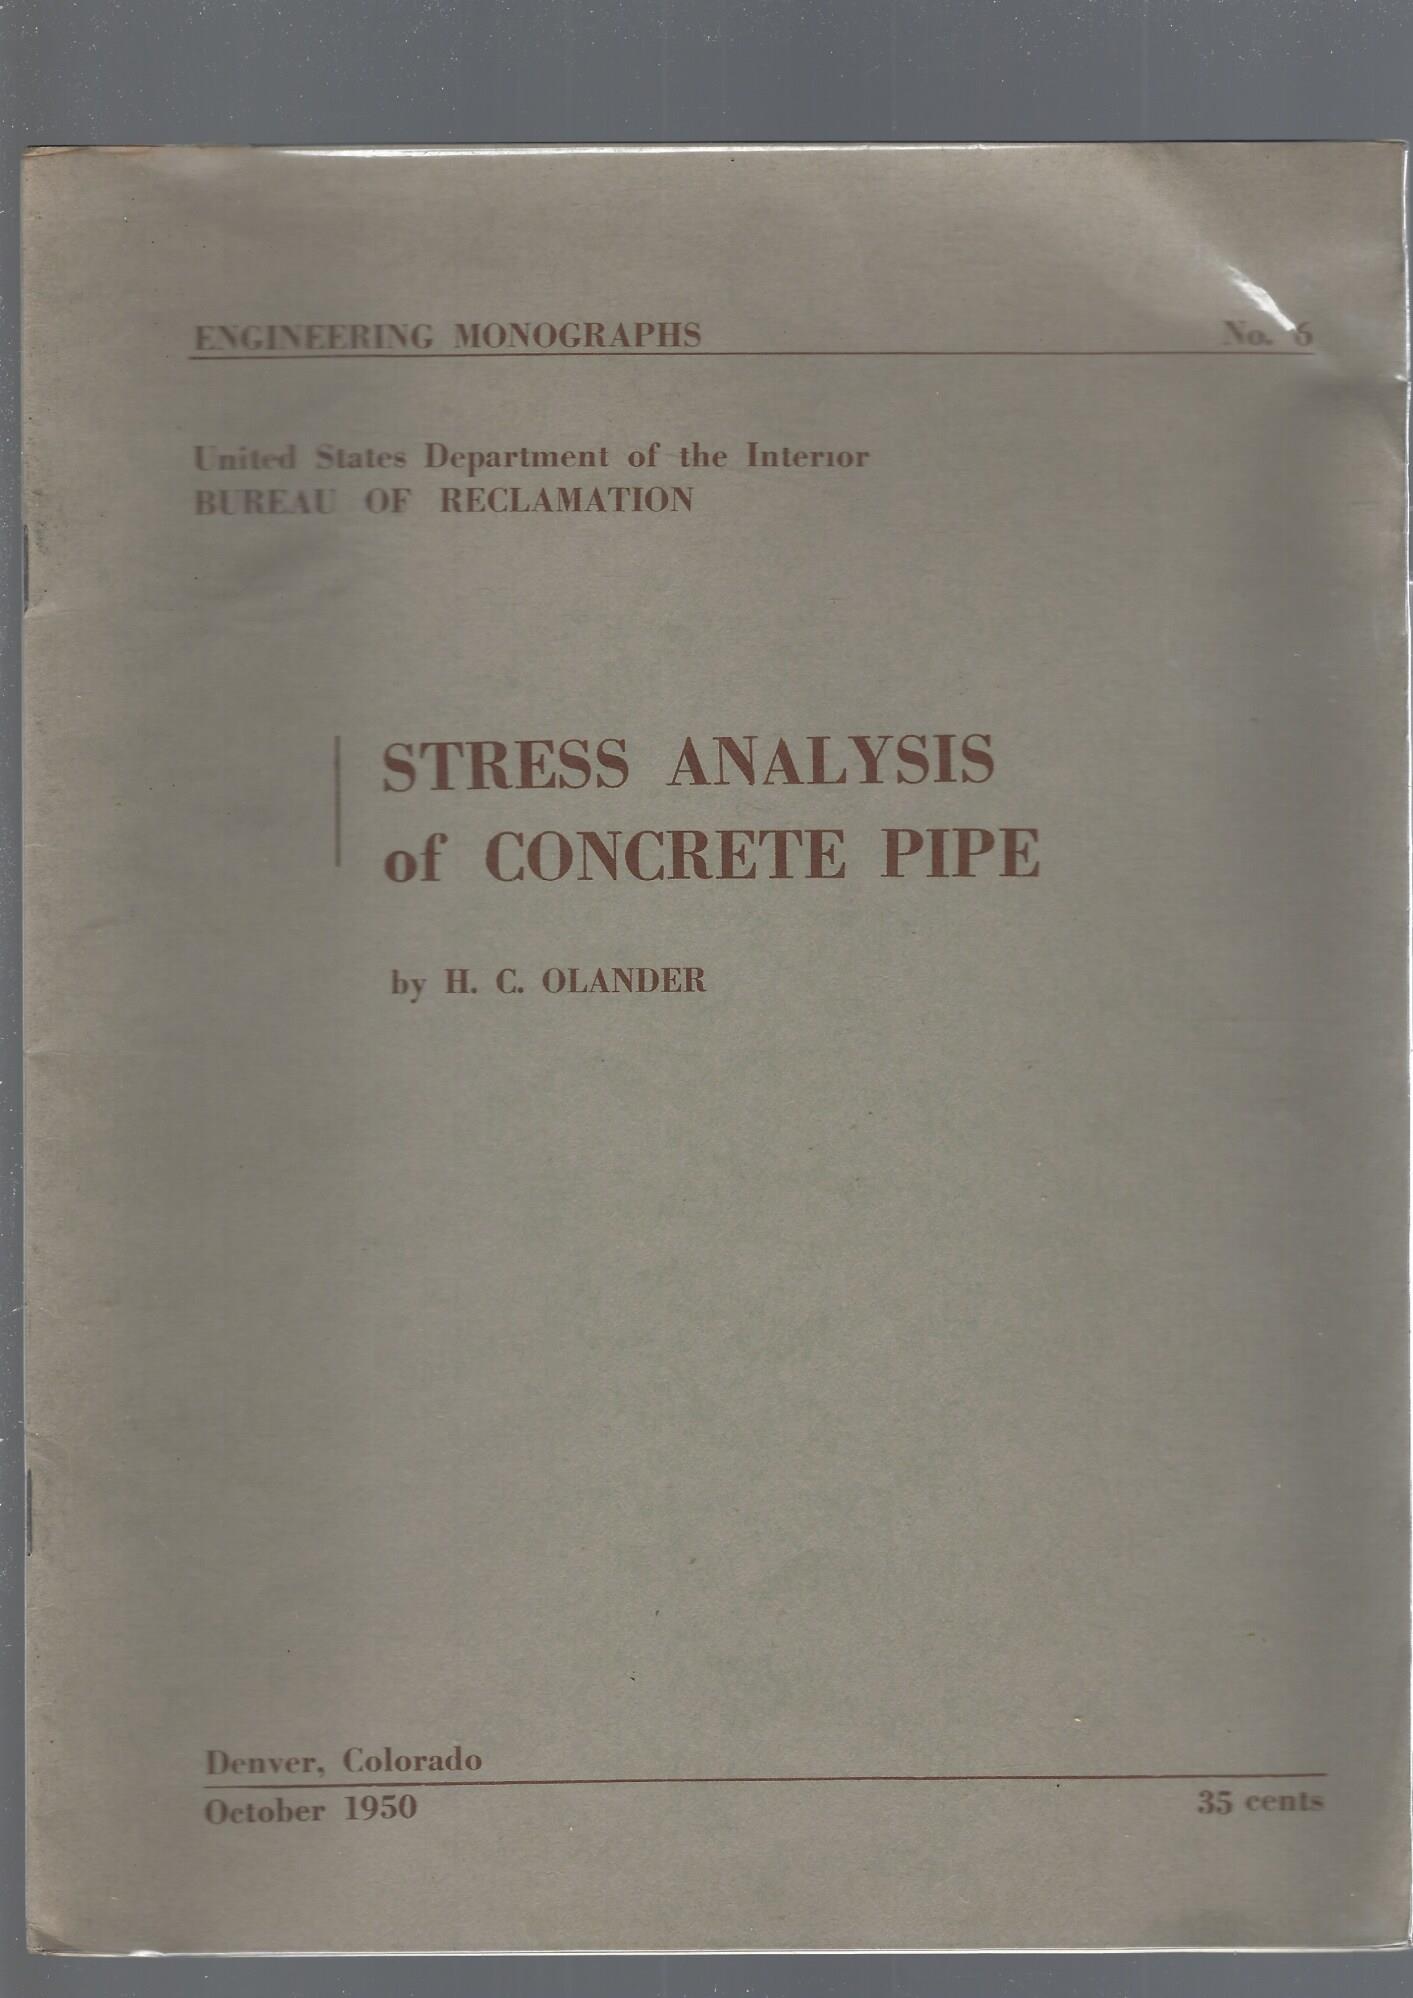 ENGINEERING MONOGRAPHS No. 6
United States Department of the Interior
BUREAU OF RECLAMATION
STRESS ANALYSIS
of CONCRETE PIPE
by H. C. OLANDER
Denver, Colorado
October 1950 35 cents